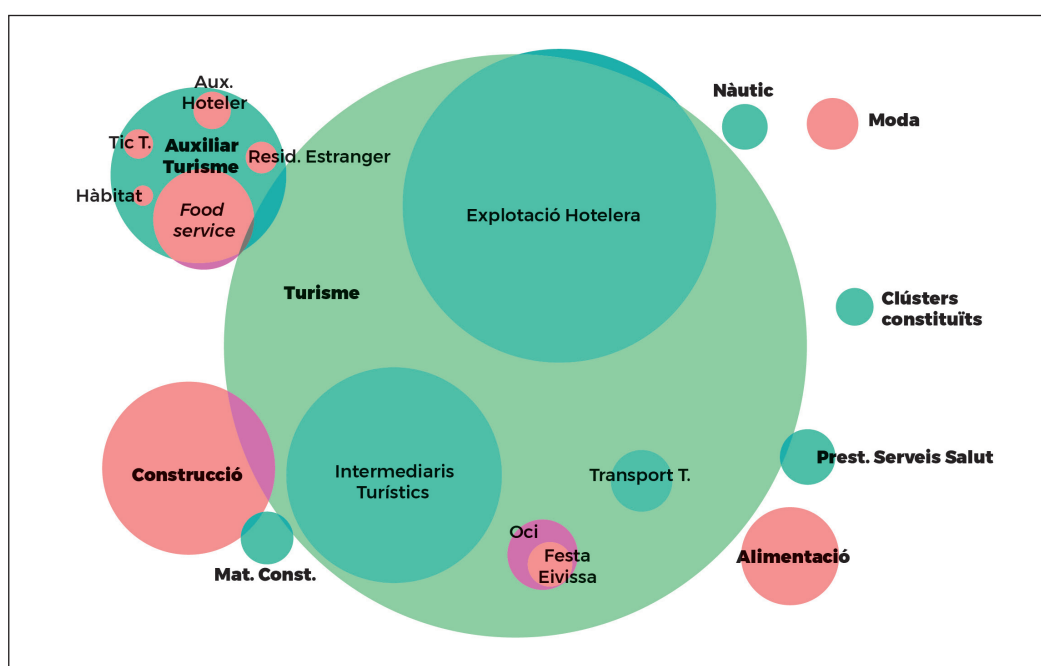 Aux.
Hoteler
Tic T.
Auxiliar
Turisme
Resid. Estranger
Hàbitat
Food
service
Nàutic
Moda
Explotació Hotelera
Turisme
Clústers
constituïts
Construcció
Intermediaris
Turístics
Transport T.
Prest. Serveis Salut
Oci
Festa
Eivissa
Alimentació
Mat. Const.